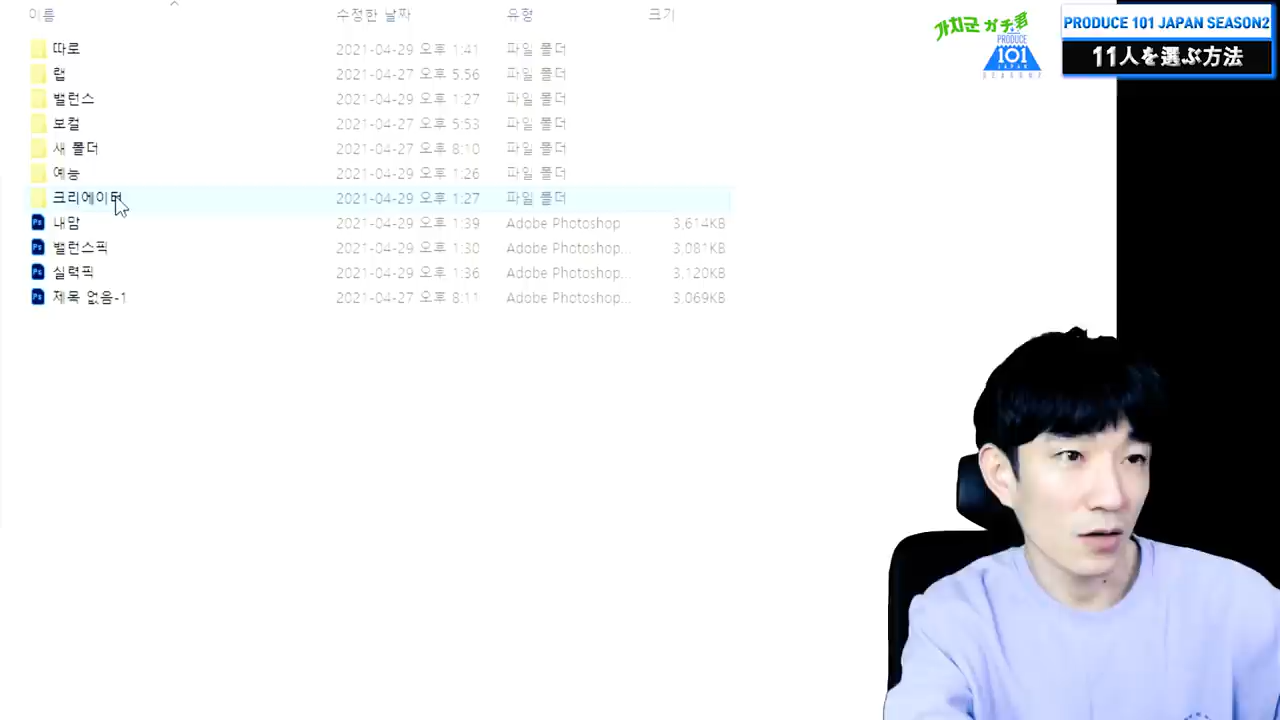 이름 수정한 날짜 유형 크기
따로 2021-04-29 오후 1:41 파일 폴더
랩 2021-04-27 오후 5:56 파일 폴더
밸런스 2021-04-29 오후 1:27 파일 폴더
보컬 2021-04-27 오후 5:53 파일 폴더
새 폴더 2021-04-27 오후 8:10 파일 폴더
예능 2021-04-29 오후 1:26 파일 폴더
크리에이터 2021-04-29 오후 1:27 파일 폴더
내맘 2021-04-29 오후 1:39 Adobe Photoshop 3,614KB
밸런스픽 2021-04-29 오후 1:30 Adobe Photoshop... 3,081KB
실력픽 2021-04-29 오후 1:36 Adobe Photoshop... 3,120KB
제목 없음-1 2021-04-27 오후 8:11 Adobe Photoshop... 3,069KB
가치군 ガチ君
PRODUCE
101
JAPAN
SEASON2
PRODUCE 101 JAPAN SEASON2
11人を選ぶ方法